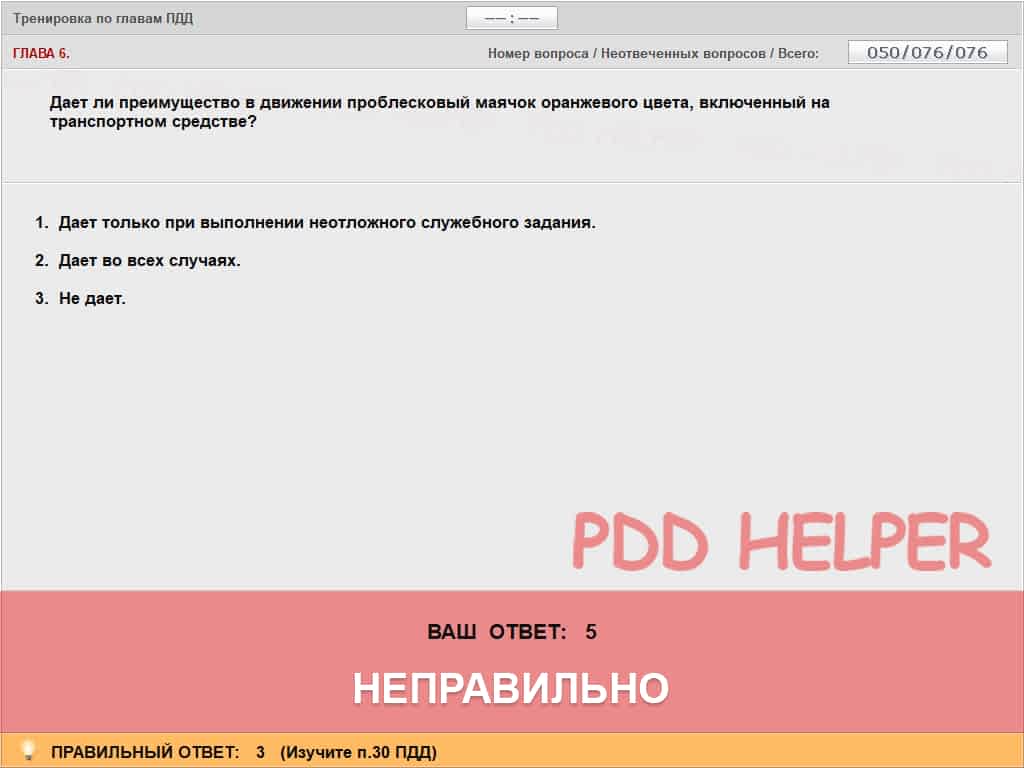 Тренировка по главам ПДД
—— : ——
ГЛАВА 6.
Номер вопроса / Неотвеченных вопросов / Всего:
050/076/076
Дает ли преимущество в движении проблесковый маячок оранжевого цвета, включенный на
транспортном средстве?
1. Дает только при выполнении неотложного служебного задания.
2. Дает во всех случаях.
3. Не дает.
PDD HELPER
ВАШ ОТВЕТ: 5
НЕПРАВИЛЬНО
ПРАВИЛЬНЫЙ ОТВЕТ: 3 (Изучите п.30 ПДД)